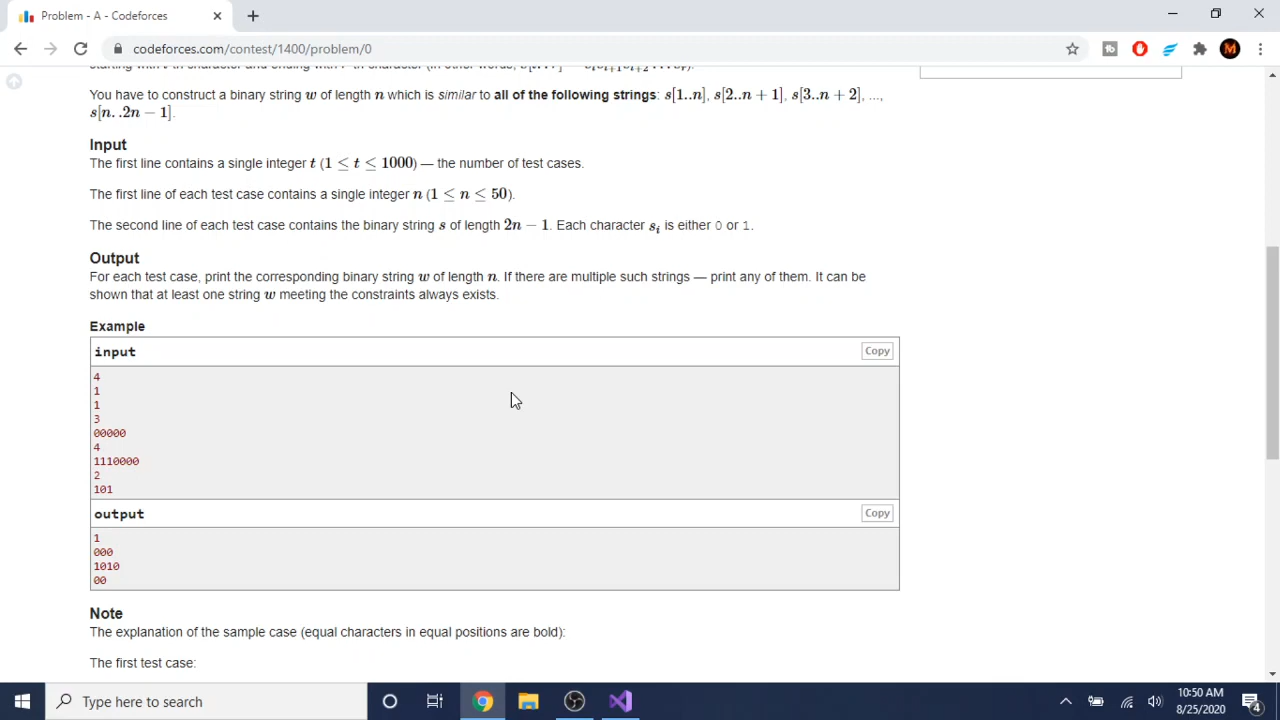 Problem - A - Codeforces
codeforces.com/contest/1400/problem/0
You have to construct a binary string w of length n which is similar to all of the following strings: s[1..n], s[2..n + 1], s[3..n + 2], ...,
s[n. .2n − 1].
Input
The first line contains a single integer t (1 ≤ t ≤ 1000) — the number of test cases.
The first line of each test case contains a single integer n (1 ≤ n ≤ 50).
The second line of each test case contains the binary string s of length 2n − 1. Each character si is either 0 or 1.
Output
For each test case, print the corresponding binary string w of length n. If there are multiple such strings — print any of them. It can be
shown that at least one string w meeting the constraints always exists.
Example
input
Copy
4
1
1
3
00000
4
1110000
2
101
output
Copy
1
000
1010
00
Note
The explanation of the sample case (equal characters in equal positions are bold):
The first test case:
Type here to search
10:50 AM
8/25/2020
4
M